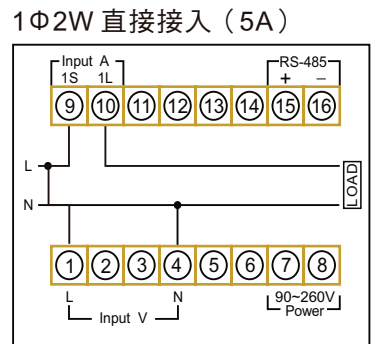 1Φ2W 直接接入（5A）
Input A RS-485
1S 1L + –
9 10 11 12 13 14 15 16
L
LOAD
N
1 2 3 4 5 6 7 8
L N 90~260V
Input V Power